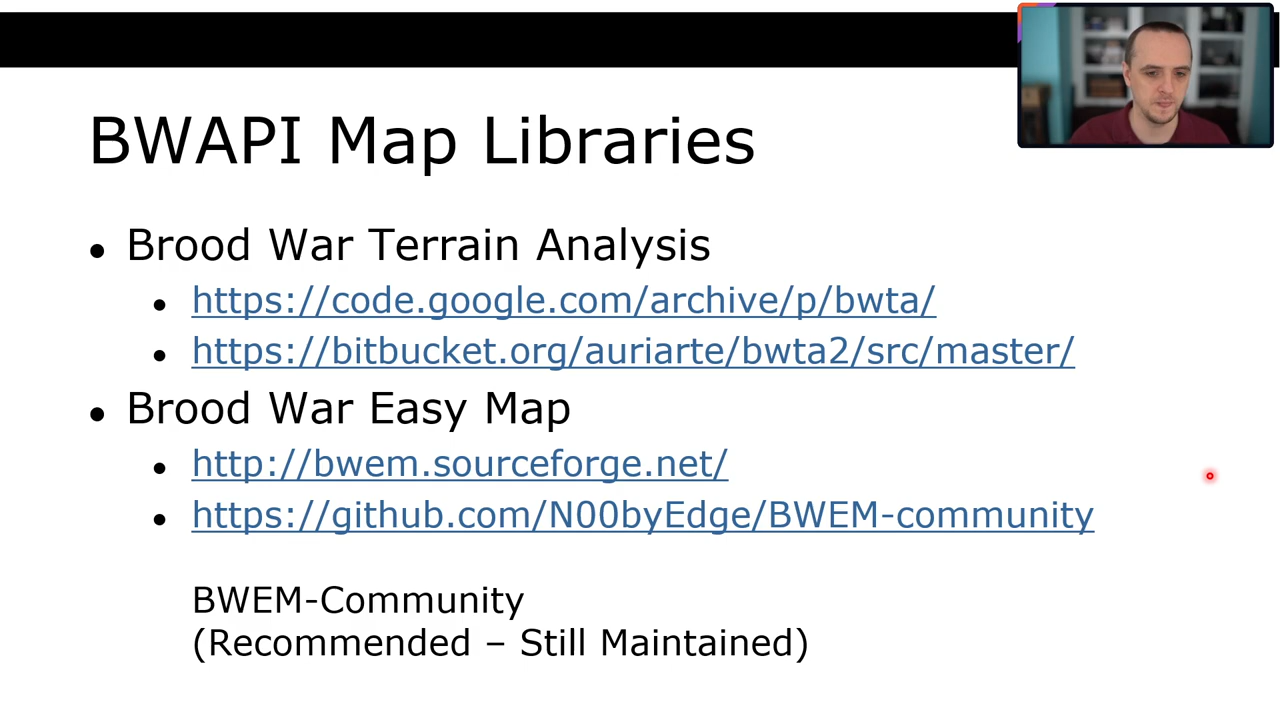 BWAPI Map Libraries
• Brood War Terrain Analysis
• https://code.google.com/archive/p/bwta/
• https://bitbucket.org/auriarte/bwta2/src/master/
• Brood War Easy Map
• http://bwem.sourceforge.net/
• https://github.com/N00byEdge/BWEM-community
BWEM-Community
(Recommended – Still Maintained)